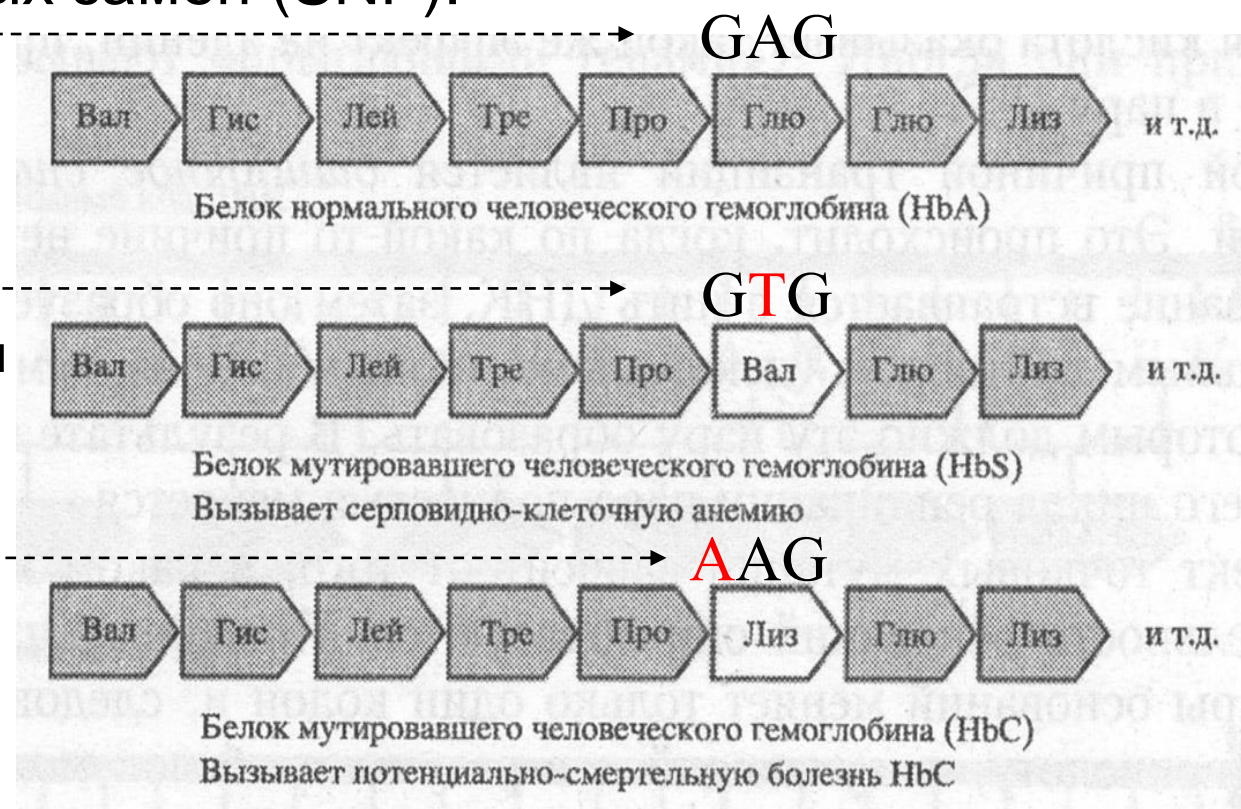 замен (SNP).
GAG
Вал Гис Лей Тре Про Глю Глю Лиз и т.д.
Белок нормального человеческого гемоглобина (HbA)
GTG
Вал Гис Лей Тре Про Вал Глю Лиз и т.д.
Белок мутировавшего человеческого гемоглобина (HbS)
Вызывает серповидно-клеточную анемию
AAG
Вал Гис Лей Тре Про Лиз Глю Лиз и т.д.
Белок мутировавшего человеческого гемоглобина (HbC)
Вызывает потенциально-смертельную болезнь HbC